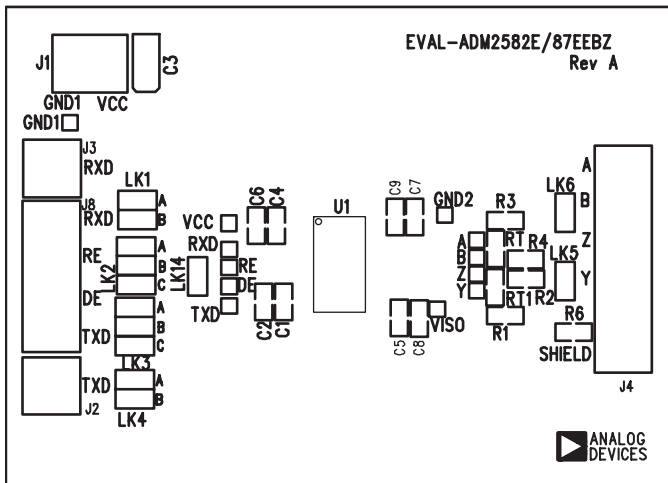 EVAL-ADM2582E/87EEBZ
Rev A
J1
C3
GND1 VCC
GND1
J3
RXD
LK1
A
B
J8
RXD
RE
LK2
DE
TXD
A
B
C
A
B
C
LK3
TXD
J2
A
B
LK4
LK14
VCC
RXD
RE
DE
TXD
C6
C4
C2
C1
U1
C9
C7
GND2
A
B
Z
Y
R3
RT
R4
RT1
R2
R1
C5
C8
VISO
LK6
LK5
R6
SHIELD
A
B
Z
Y
J4
ANALOG
DEVICES